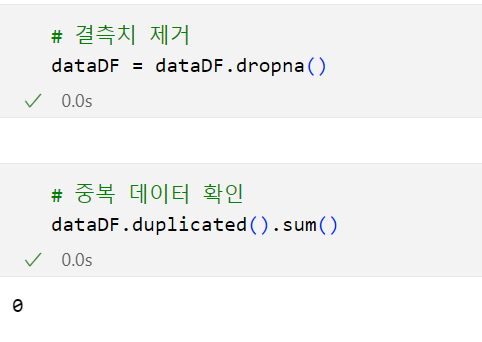 # 결측치 제거
dataDF = dataDF.dropna()
0.0s
# 중복 데이터 확인
dataDF.duplicated().sum()
0.0s
0